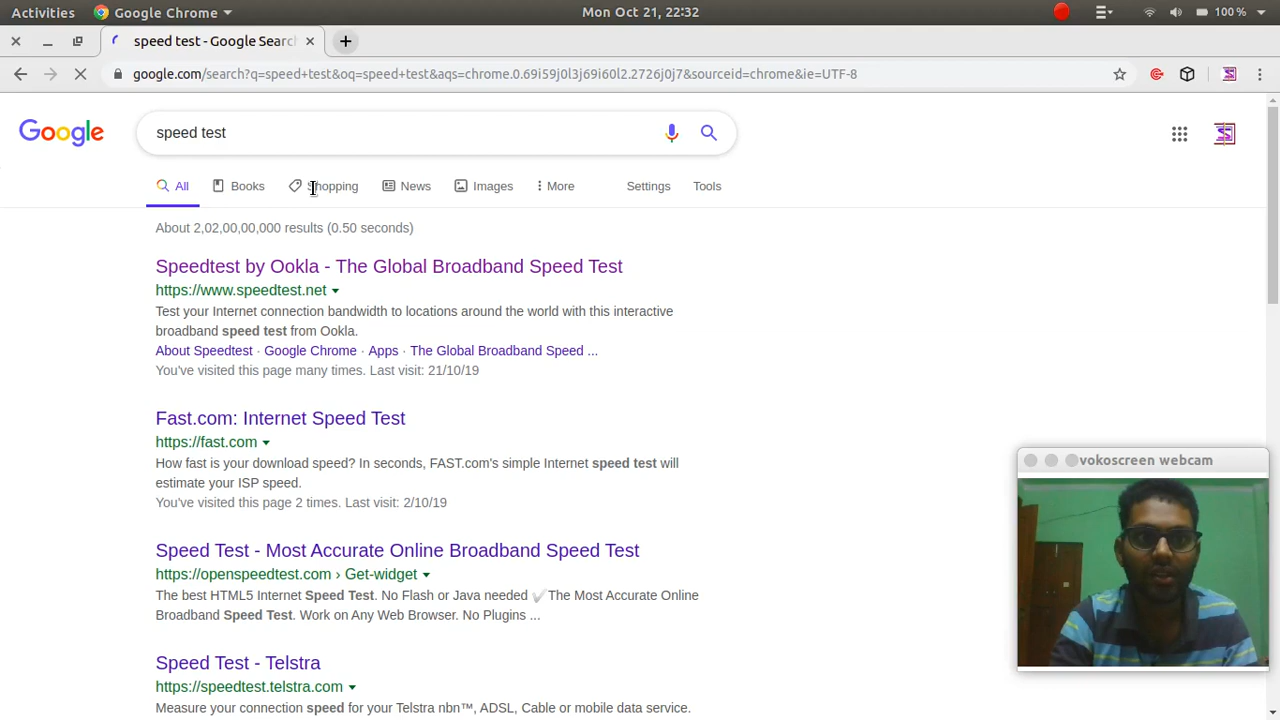 Activities Google Chrome Mon Oct 21, 22:32 100 %
speed test - Google Search
google.com/search?q=speed+test&oq=speed+test&aqs=chrome.0.69i59j0l3j69i60l2.2726j0j7&sourceid=chrome&ie=UTF-8
Google speed test
All Books Shopping News Images More Settings Tools
About 2,02,00,00,000 results (0.50 seconds)
Speedtest by Ookla - The Global Broadband Speed Test
https://www.speedtest.net
Test your Internet connection bandwidth to locations around the world with this interactive
broadband speed test from Ookla.
About Speedtest · Google Chrome · Apps · The Global Broadband Speed ...
You've visited this page many times. Last visit: 21/10/19
Fast.com: Internet Speed Test
https://fast.com
How fast is your download speed? In seconds, FAST.com's simple Internet speed test will
estimate your ISP speed.
You've visited this page 2 times. Last visit: 2/10/19
vokoscreen webcam
Speed Test - Most Accurate Online Broadband Speed Test
https://openspeedtest.com › Get-widget
The best HTML5 Internet Speed Test. No Flash or Java needed ✔The Most Accurate Online
Broadband Speed Test. Work on Any Web Browser. No Plugins ...
Speed Test - Telstra
https://speedtest.telstra.com
Measure your connection speed for your Telstra nbn™, ADSL, Cable or mobile data service.